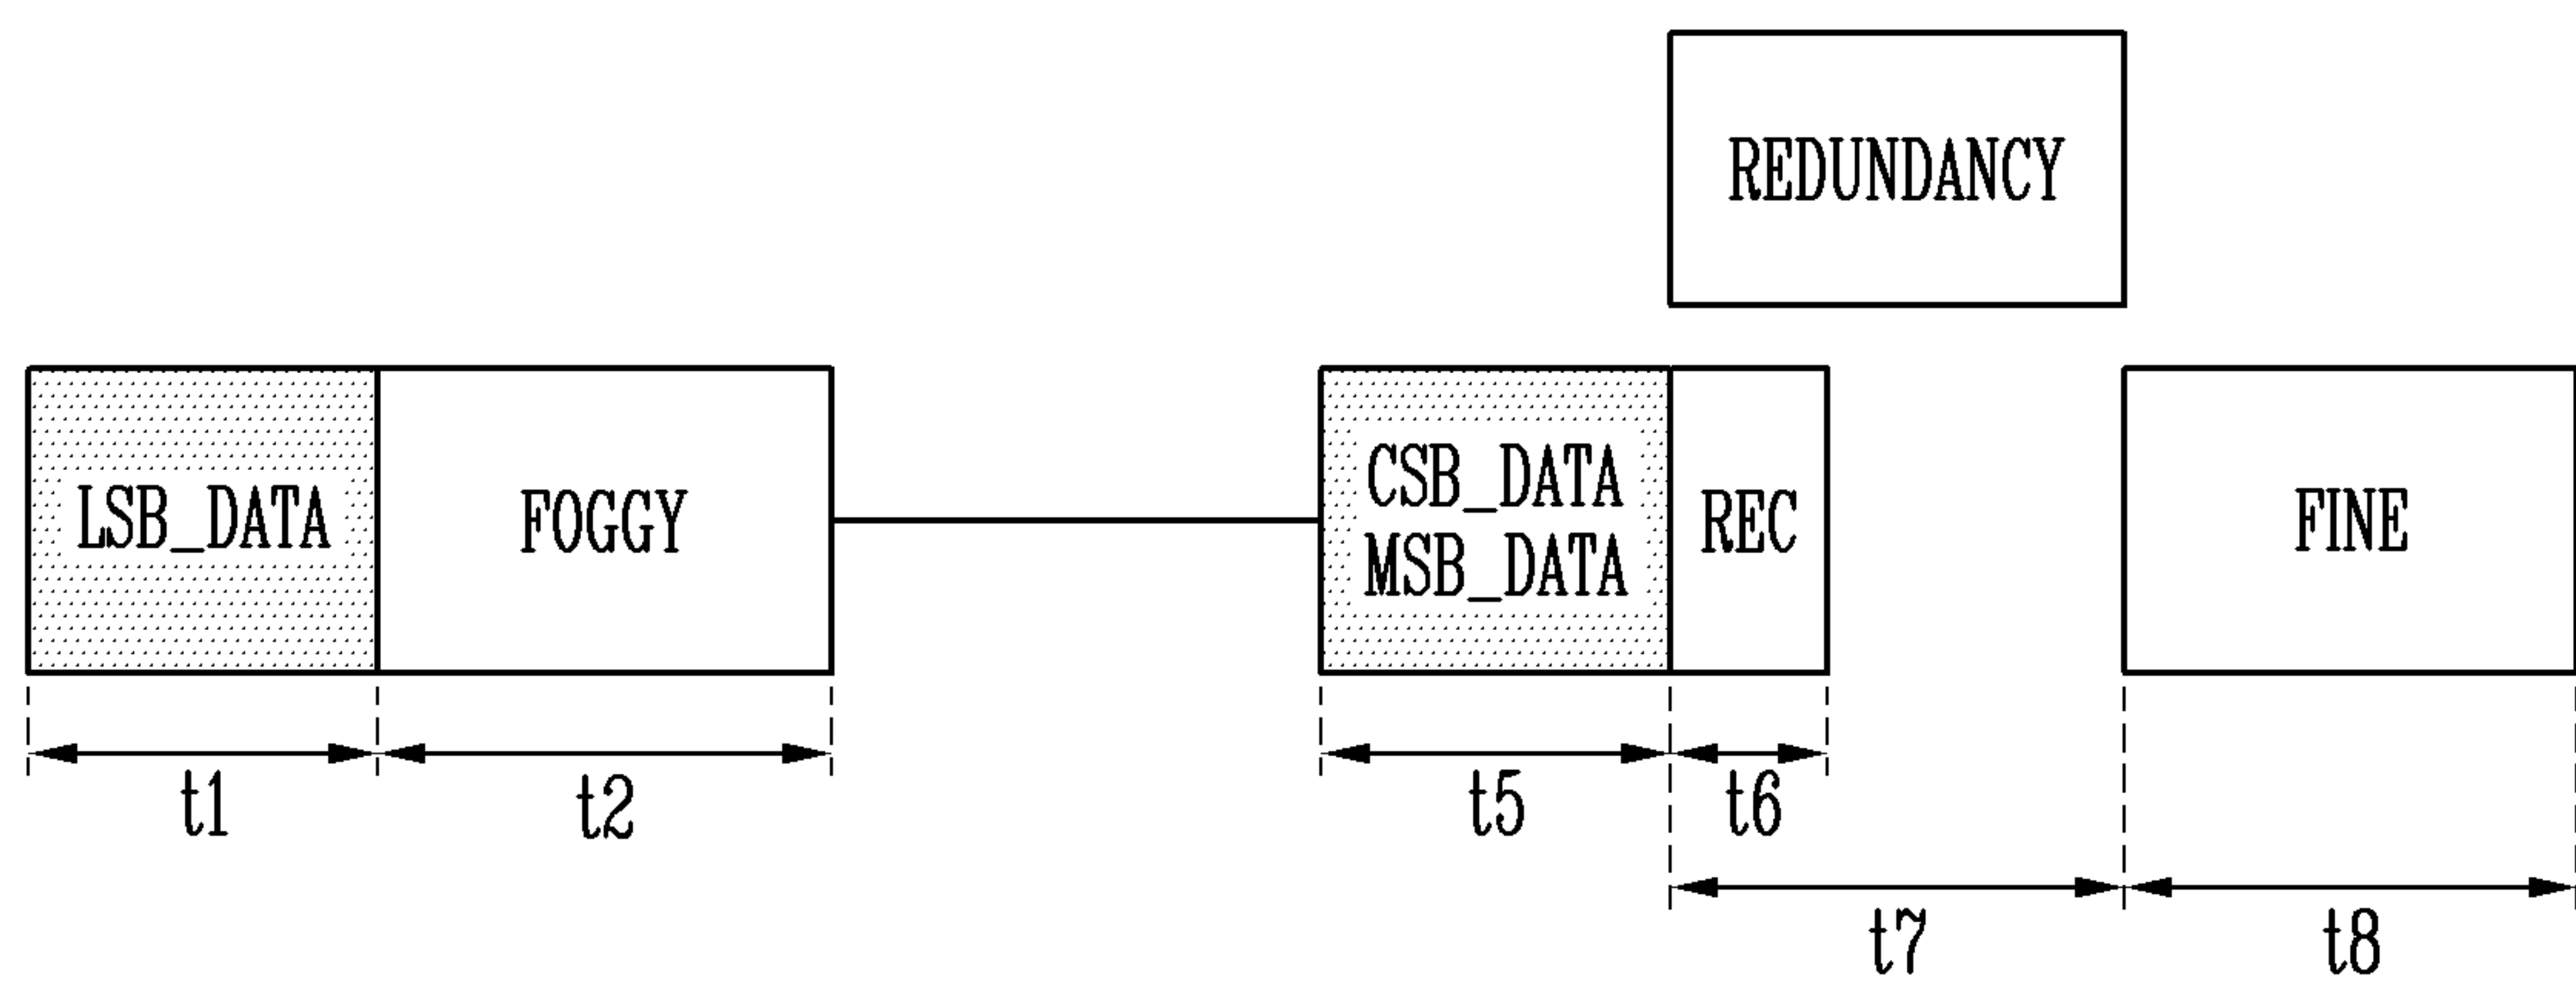 REDUNDANCY
LSB_DATA
FOGGY
CSB_DATA
MSB_DATA
REC
FINE
t1
t2
t5
t6
t7
t8